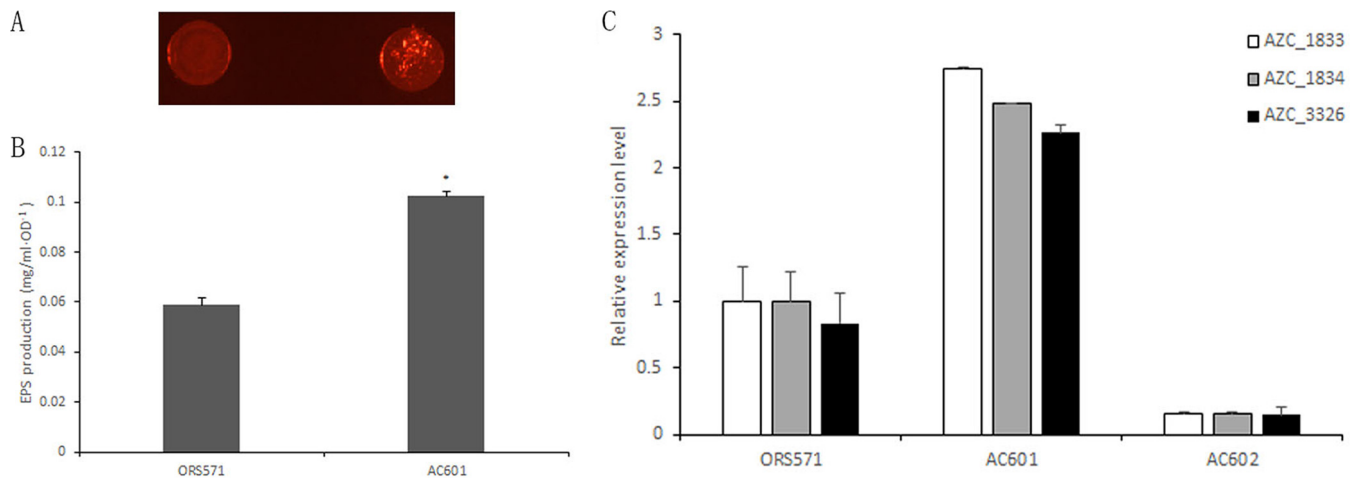 A
B
EPS production (mg/ml·OD⁻¹)
0.12
0.1
0.08
0.06
0.04
0.02
0
*
ORS571
AC601
C
Relative expression level
3
2.5
2
1.5
1
0.5
0
AZC_1833
AZC_1834
AZC_3326
ORS571
AC601
AC602